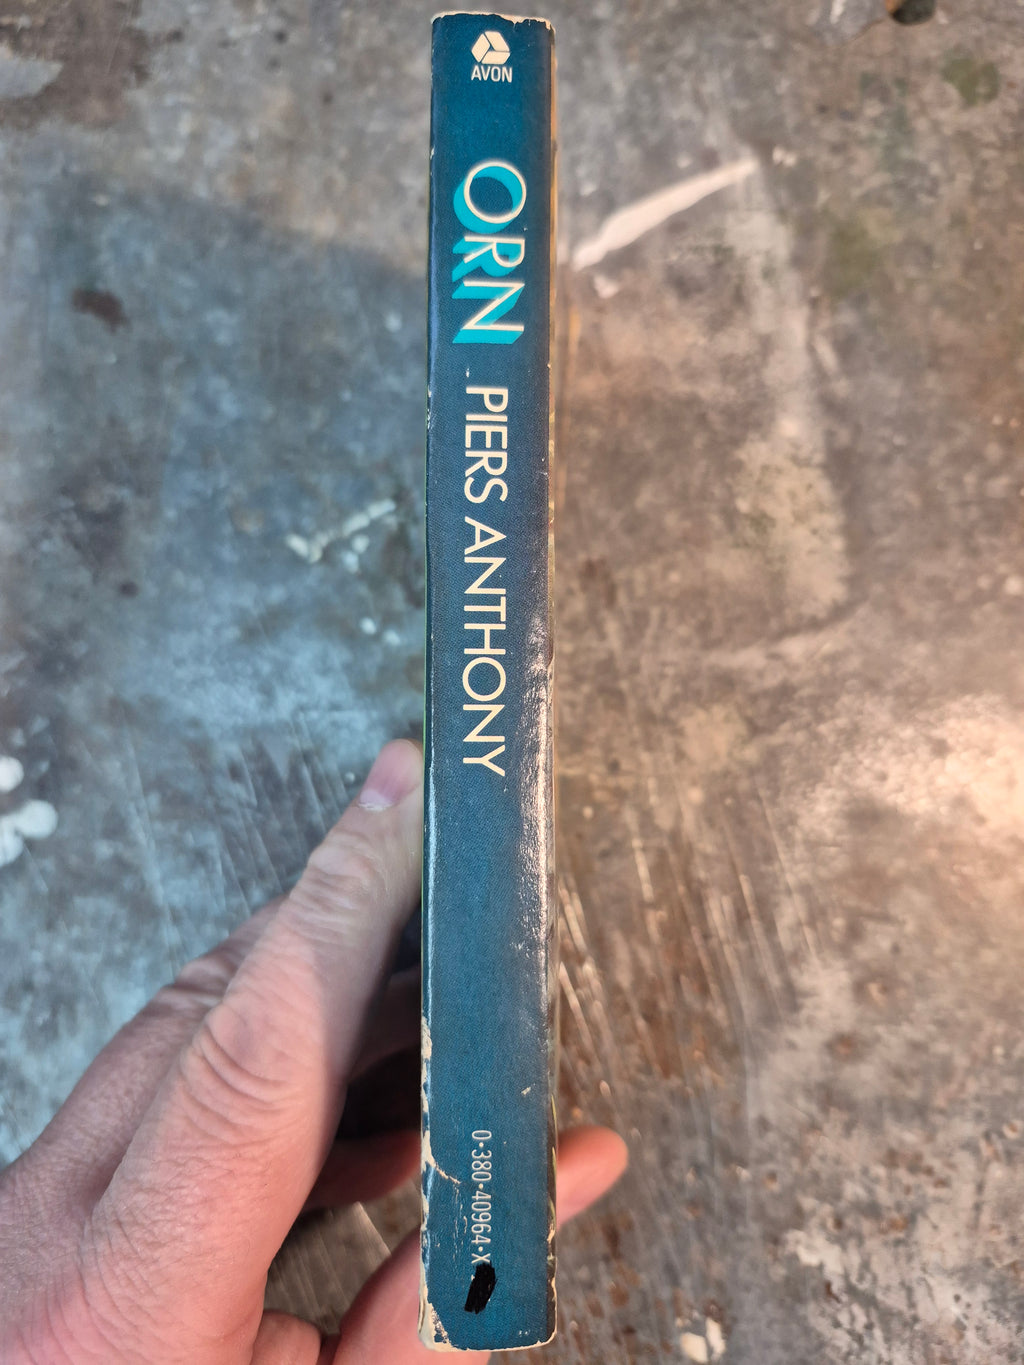 AVON
ORN
PIERS ANTHONY
0·380·40964·X